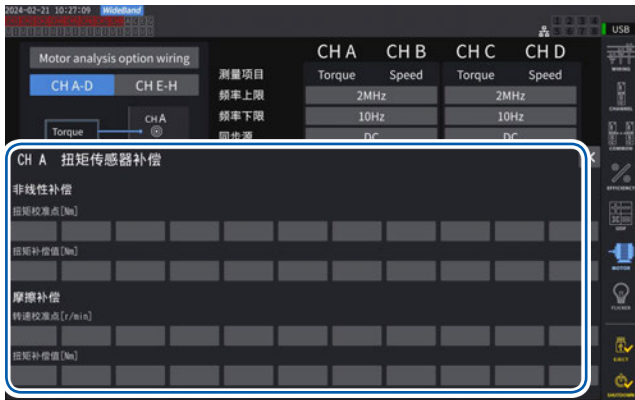 2024-02-21 10:27:09 WideBand
USB
Motor analysis option wiring
CH A-D CH E-H
CH A CH B CH C CH D
测量项目 Torque Speed Torque Speed
频率上限 2MHz 2MHz
频率下限 10Hz 10Hz
同步源 DC DC
Torque CH A
CH A 扭矩传感器补偿
非线性补偿
扭矩校准点[Nm]
扭矩补偿值[Nm]
摩擦补偿
转速校准点[r/min]
扭矩补偿值[Nm]
WIRING
CHANNEL
COMMON
EFFICIENCY
UDF
MOTOR
FLICKER
EJECT
SHUTDOWN